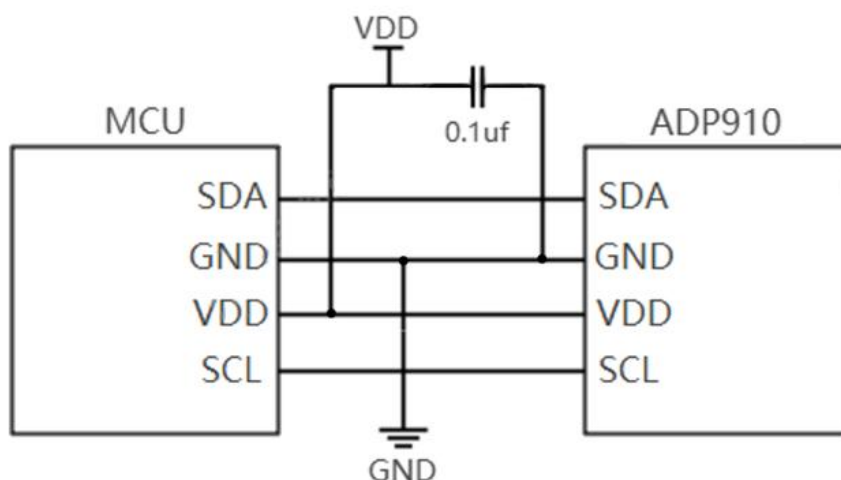 VDD
0.1uf
MCU
ADP910
SDA
SDA
GND
GND
VDD
VDD
SCL
SCL
GND